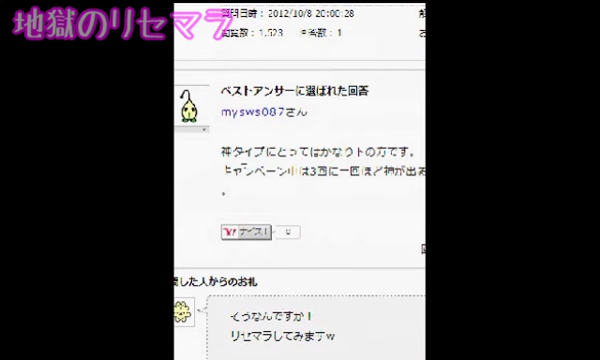 地獄のリセマラ
質問日時：2012/10/8 20:00:28
閲覧数：1,523 回答数：1
ベストアンサーに選ばれた回答
mysws087さん
神タイプにとってはかなり下の方です。
キャンペーン中は3回に一回ほど神が出
。
ナイス！ 0
した人からのお礼
そうなんですか！
リセマラしてみますw